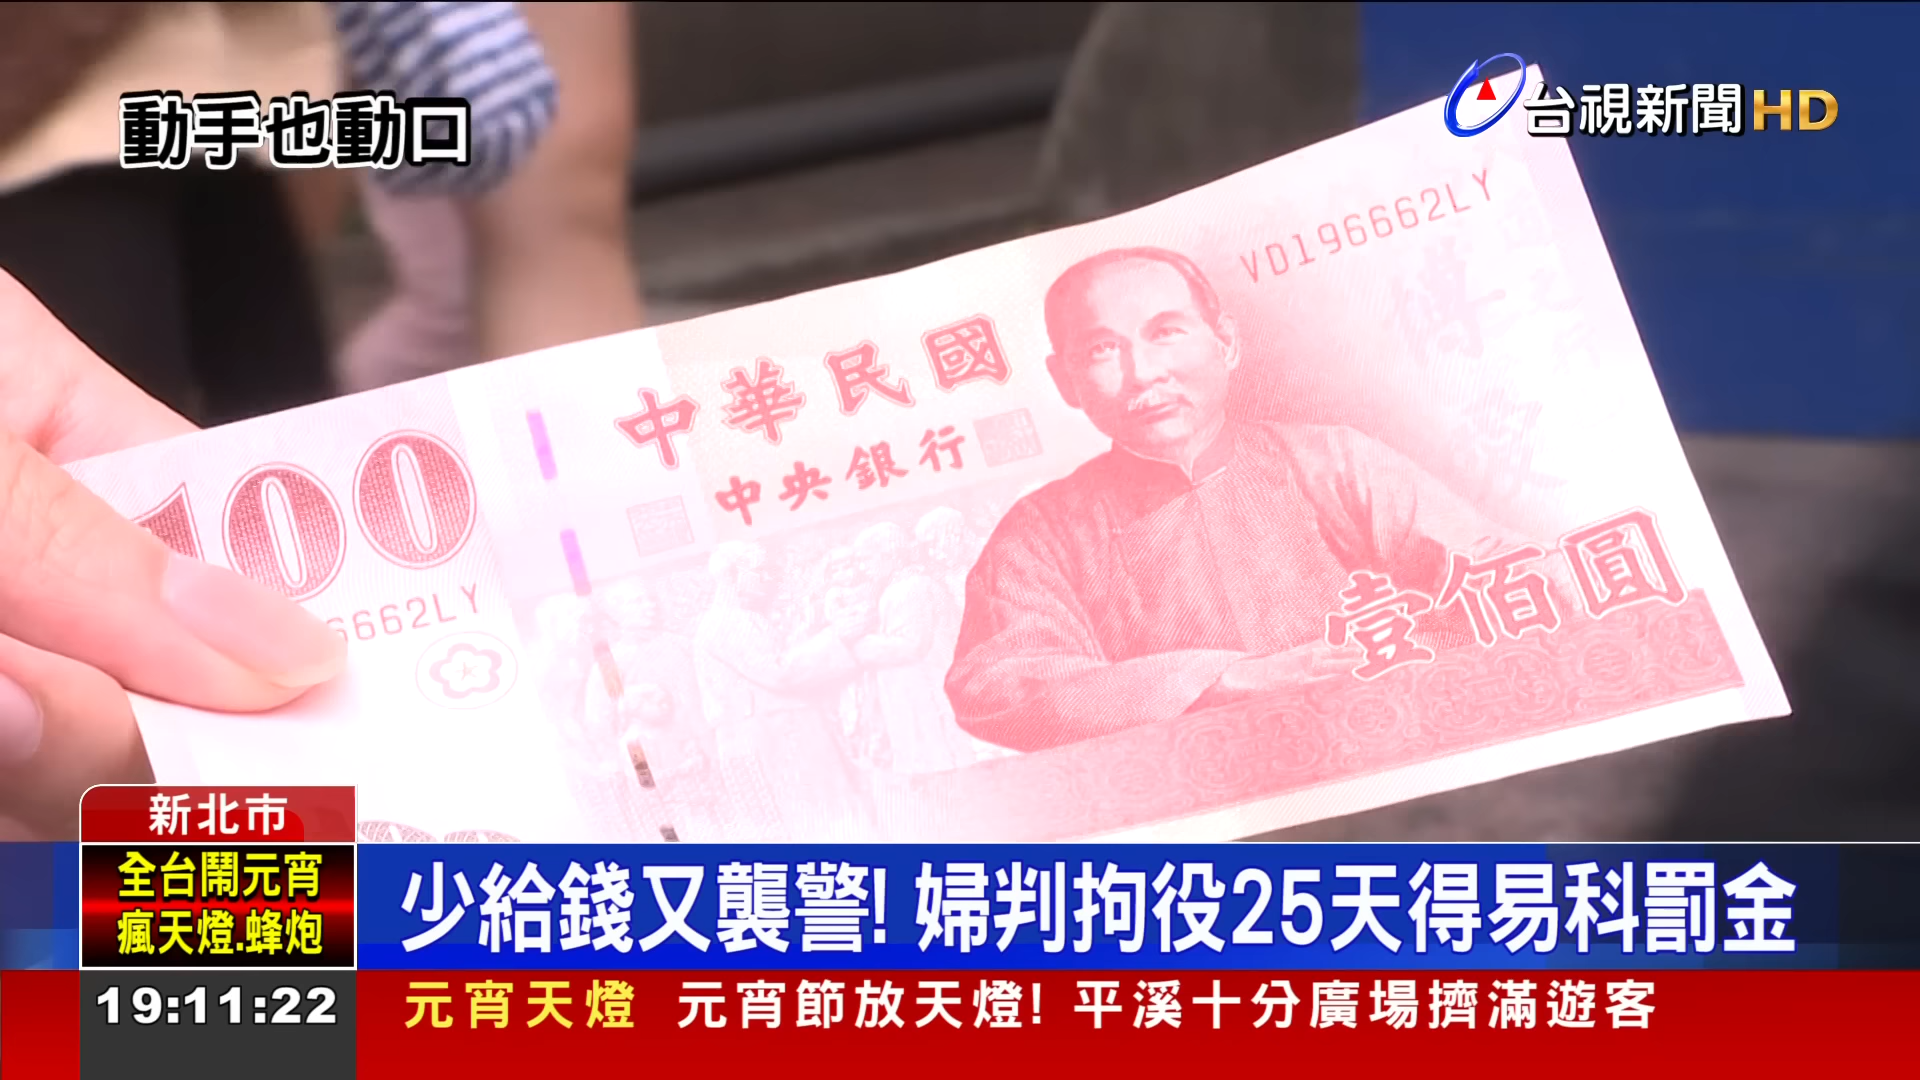 動手也動口
台視新聞HD
VD196662LY
中華民國
中央銀行
100
6662LY
壹佰圓
新北市
全台鬧元宵
瘋天燈.蜂炮
少給錢又襲警! 婦判拘役25天得易科罰金
19:11:22
元宵天燈 元宵節放天燈! 平溪十分廣場擠滿遊客